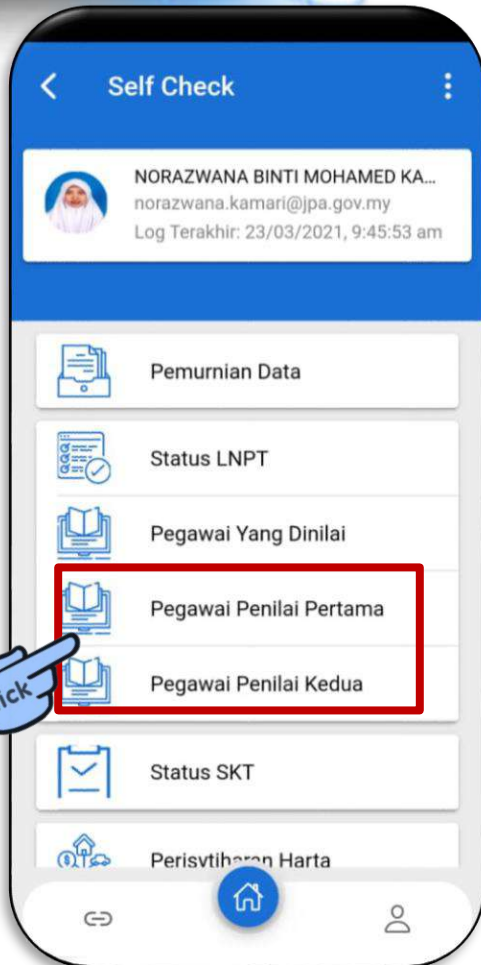 Self Check
NORAZWANA BINTI MOHAMED KA...
norazwana.kamari@jpa.gov.my
Log Terakhir: 23/03/2021, 9:45:53 am
Pemurnian Data
Status LNPT
Pegawai Yang Dinilai
Pegawai Penilai Pertama
Pegawai Penilai Kedua
Status SKT
Perisytiharan Harta